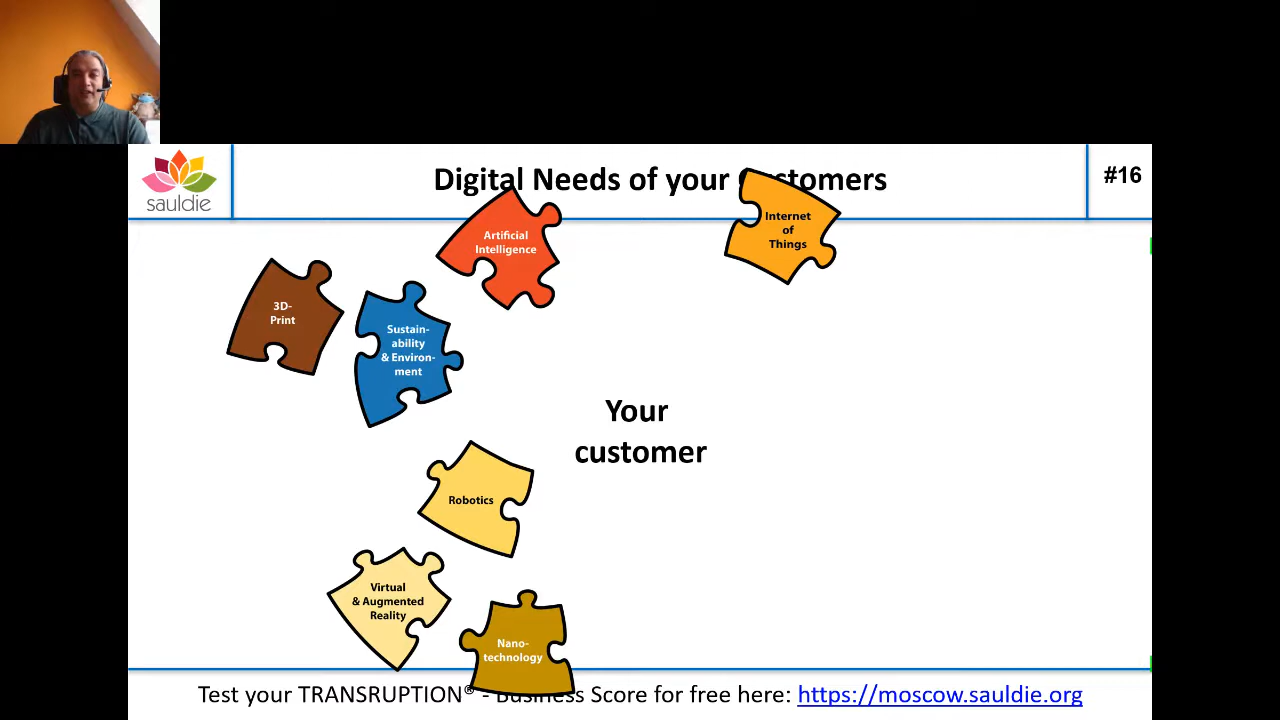 sauldie
Digital Needs of your customers
#16
Artificial
Intelligence
Internet
of
Things
3D-
Print
Sustain-
ability
& Environ-
ment
Your
customer
Robotics
Virtual
& Augmented
Reality
Nano-
technology
Test your TRANSRUPTION® - Business Score for free here: https://moscow.sauldie.org